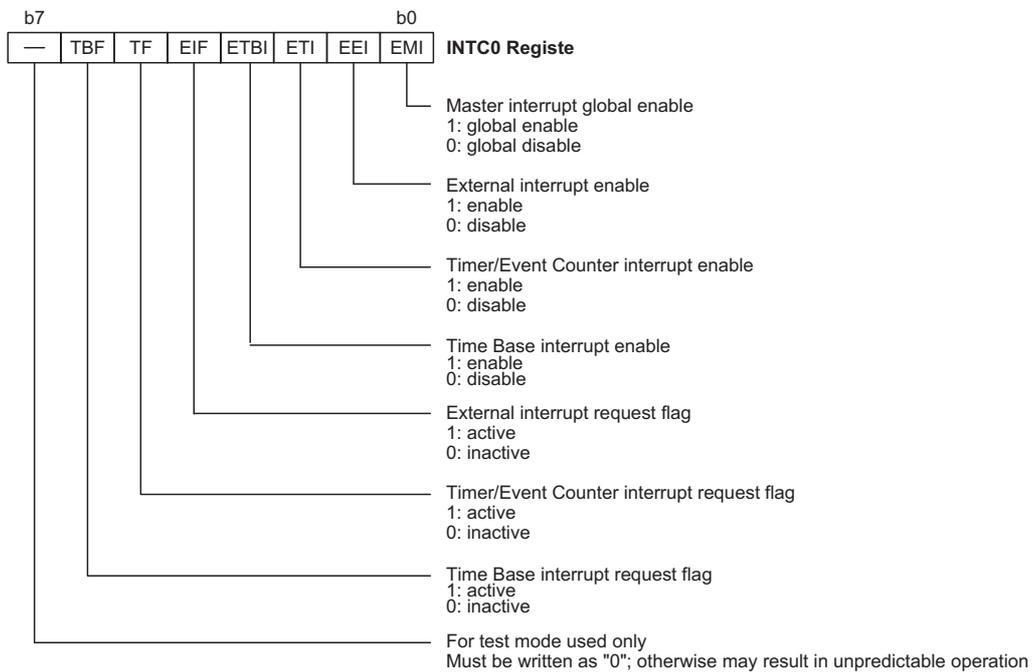 b7 b0
— TBF TF EIF ETBI ETI EEI EMI INTC0 Registe
Master interrupt global enable
1: global enable
0: global disable
External interrupt enable
1: enable
0: disable
Timer/Event Counter interrupt enable
1: enable
0: disable
Time Base interrupt enable
1: enable
0: disable
External interrupt request flag
1: active
0: inactive
Timer/Event Counter interrupt request flag
1: active
0: inactive
Time Base interrupt request flag
1: active
0: inactive
For test mode used only
Must be written as "0"; otherwise may result in unpredictable operation